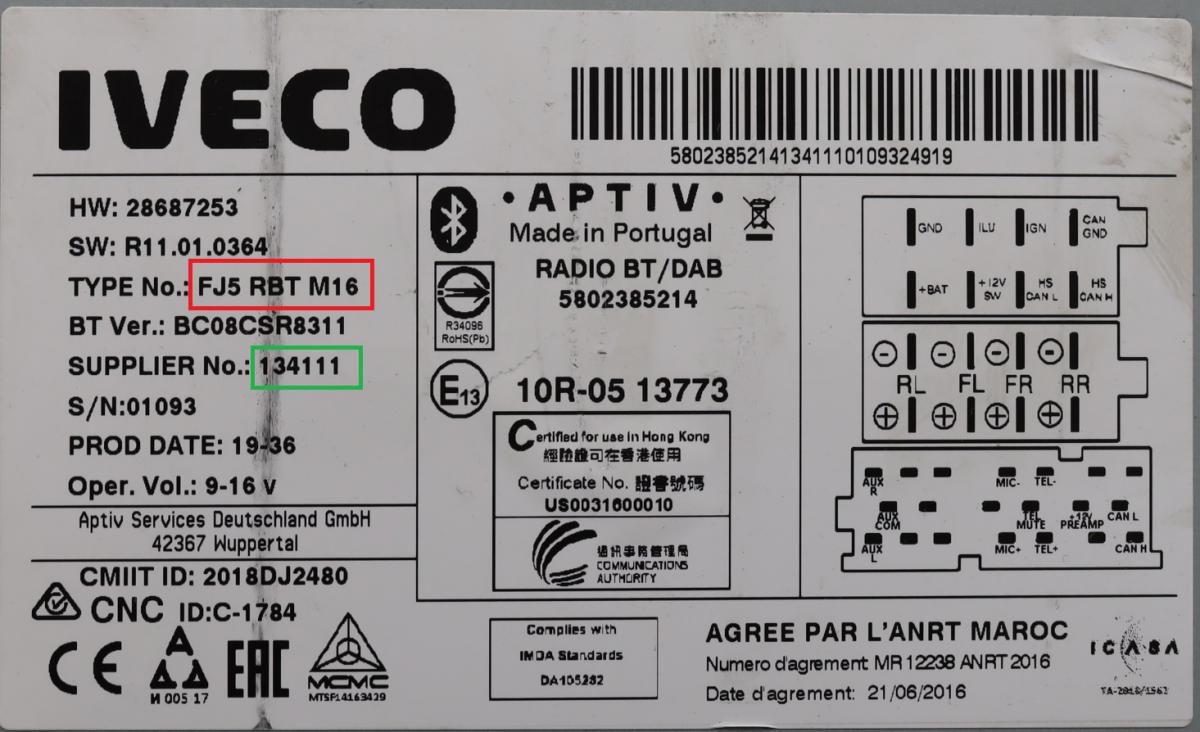 IVECO
58023852141341110109324919
HW: 28687253
SW: R11.01.0364
TYPE No.: FJ5 RBT M16
BT Ver.: BC08CSR8311
SUPPLIER No.: 134111
S/N:01093
PROD DATE: 19-36
Oper. Vol.: 9-16 v
Aptiv Services Deutschland GmbH
42367 Wuppertal
CMIIT ID: 2018DJ2480
CNC ID:C-1784
CE
EAC
M 005 17
MCMC
MTSF14163429
• A P T I V •
Made in Portugal
RADIO BT/DAB
5802385214
R34096
RoHS(Pb)
E13
10R-05 13773
Certified for use in Hong Kong
經證可在香港使用
Certificate No. 證書號碼
US0031600010
通訊事務管理局
COMMUNICATIONS
AUTHORITY
Complies with
IMDA Standards
DA105282
GND ILU IGN CAN GND
+BAT +12V SW HS CAN L HS CAN H
RL FL FR RR
AUX R MIC- TEL-
AUX COM TEL MUTE +12V PREAMP CAN L
AUX L MIC+ TEL+ CAN H
AGREE PAR L'ANRT MAROC
Numero d'agrement MR 12238 ANRT 2016
Date d'agrement: 21/06/2016
ICASA
TA-2016/1562